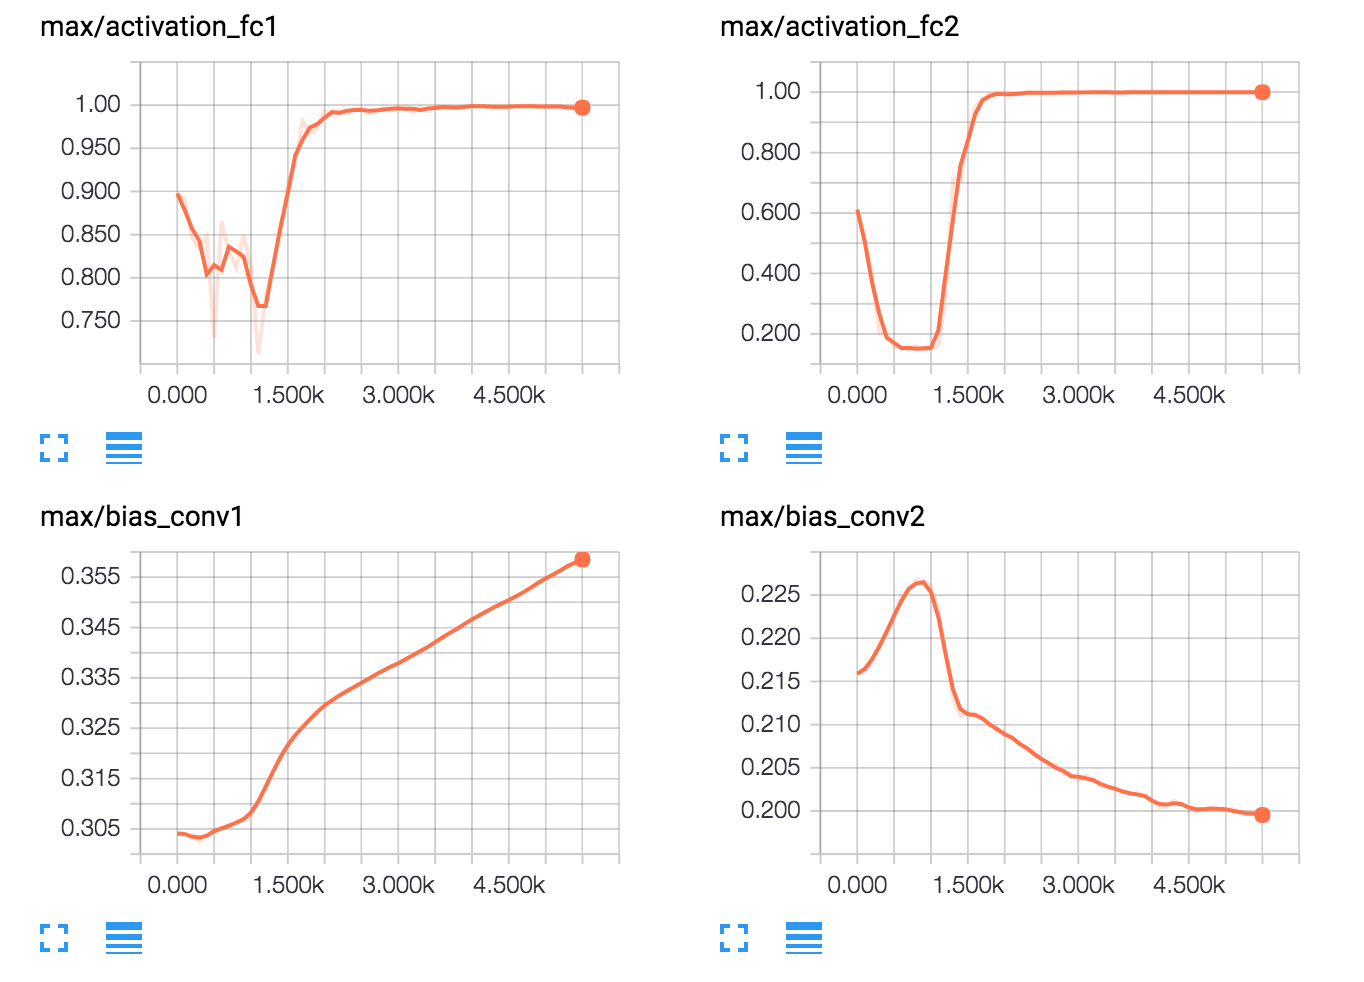 max/activation_fc1
1.00
0.950
0.900
0.850
0.800
0.750
0.000 1.500k 3.000k 4.500k
max/activation_fc2
1.00
0.800
0.600
0.400
0.200
0.000 1.500k 3.000k 4.500k
max/bias_conv1
0.355
0.345
0.335
0.325
0.315
0.305
0.000 1.500k 3.000k 4.500k
max/bias_conv2
0.225
0.220
0.215
0.210
0.205
0.200
0.000 1.500k 3.000k 4.500k